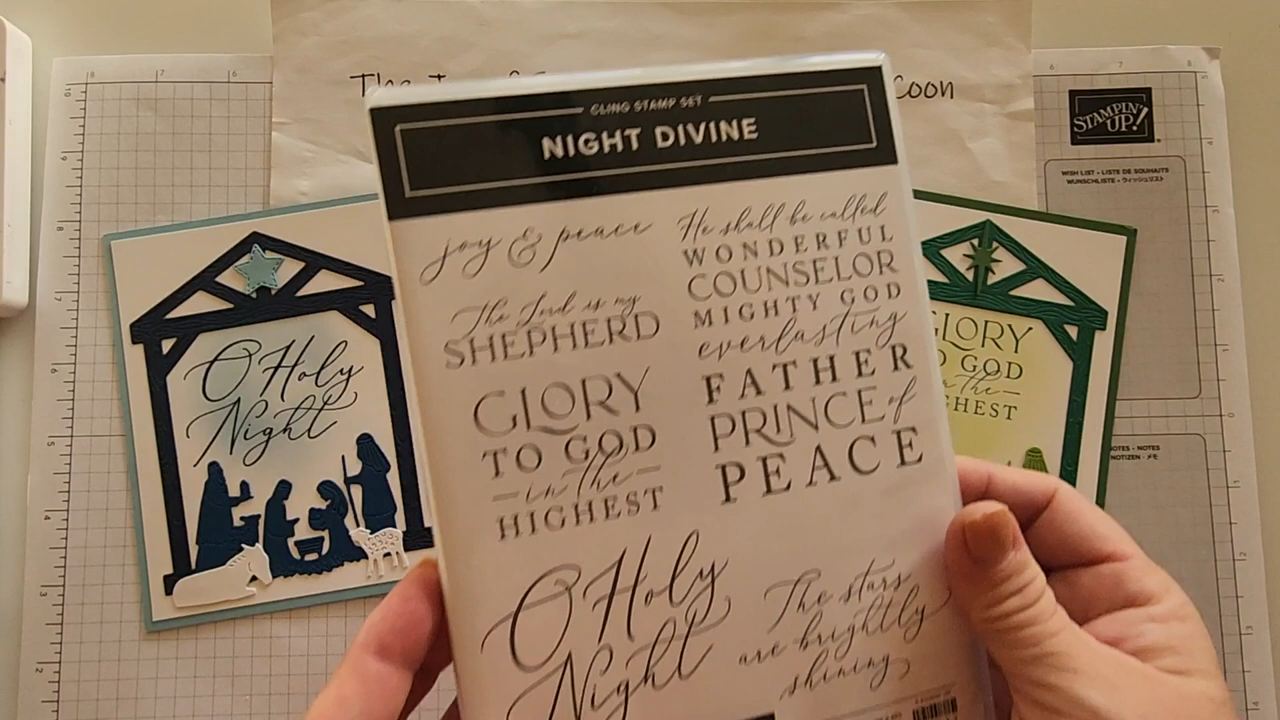 The
coon
STAMPIN' UP!
WISH LIST • LISTE DE SOUHAITS
WUNSCHLISTE • ウィッシュリスト
CLING STAMP SET
NIGHT DIVINE
joy & peace
The Lord is my
SHEPHERD
GLORY
TO GOD
in the
HIGHEST
He shall be called
WONDERFUL
COUNSELOR
MIGHTY GOD
everlasting
FATHER
PRINCE of
PEACE
O Holy
Night
The stars
are brightly
shining
O Holy
Night
GLORY
GOD
the
HEST
NOTES • NOTES
NOTIZEN • メモ